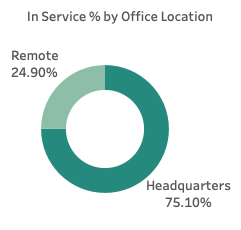 In Service % by Office Location
Remote
24.90%
Headquarters
75.10%